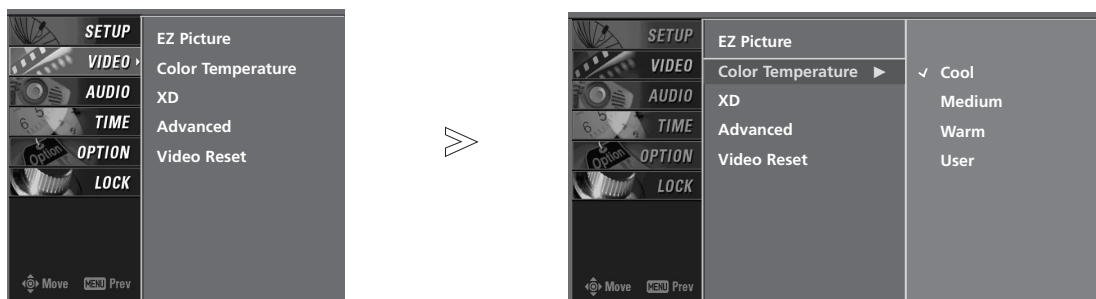 SETUP
VIDEO
AUDIO
TIME
OPTION
LOCK
EZ Picture
Color Temperature
XD
Advanced
Video Reset
Move MENU Prev
SETUP
VIDEO
AUDIO
TIME
OPTION
LOCK
EZ Picture
Color Temperature ▶
XD
Advanced
Video Reset
✓ Cool
Medium
Warm
User
Move MENU Prev